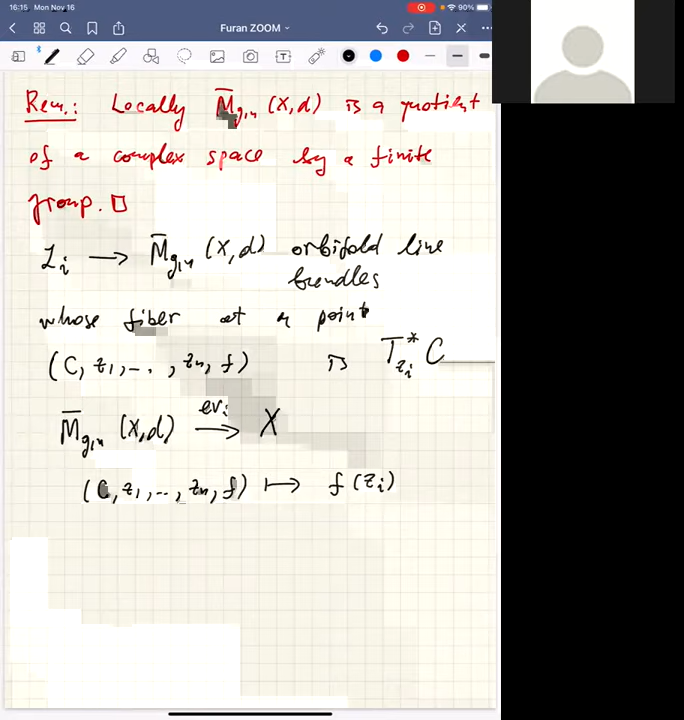 16:15 Mon Nov 16
90%
Furan ZOOM
Rem.: Locally M̅g,n (X,d) is a quotient
of a complex space by a finite
group. □
Li → M̅g,n (X,d) orbifold line
bundles
whose fiber at a point
(C, z1, ..., zn, f) is T*zi C
M̅g,n (X,d) evi→ X
(C, z1, .., zn, f) ↦ f(zi)